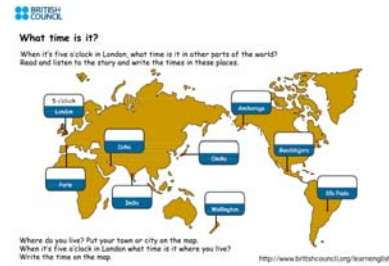 BRITISH
COUNCIL
What time is it?
When it's five o'clock in London, what time is it in other parts of the world?
Read and listen to the story and write the times in these places.
5 o'clock
London
Anchorage
Doha
Osaka
Guadalajara
Paris
India
Wellington
São Paulo
Where do you live? Put your town or city on the map.
When it's five o'clock in London what time is it where you live?
Write the time on the map.
http://www.britishcouncil.org/learnenglish